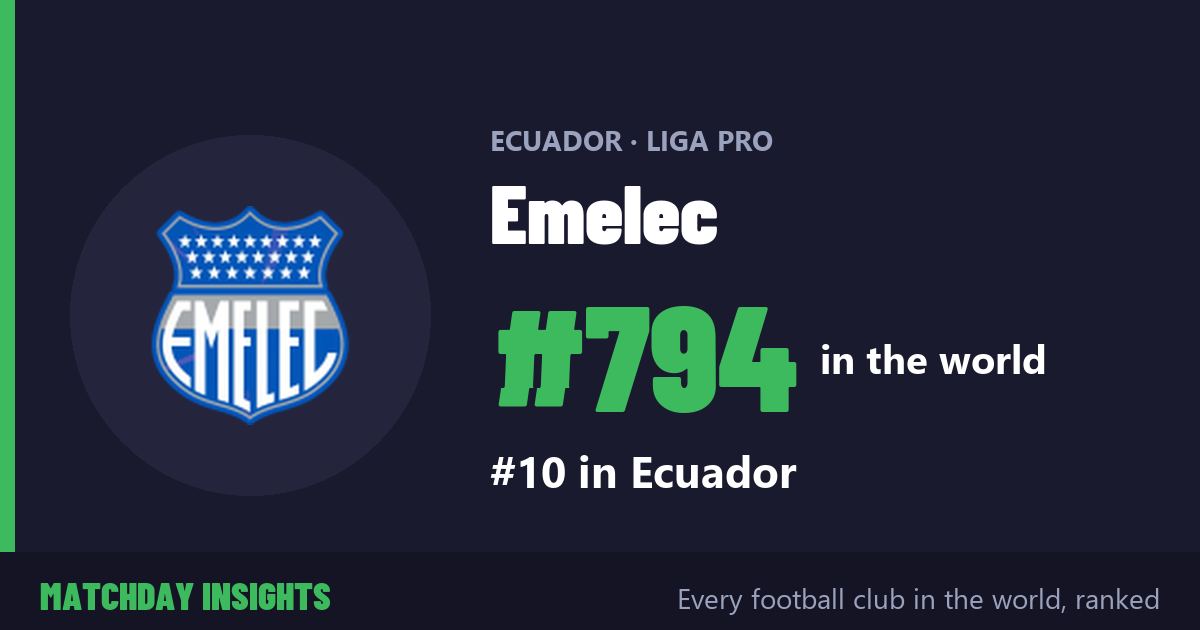 ECUADOR · LIGA PRO
Emelec
EMELEC
#794 in the world
#10 in Ecuador
MATCHDAY INSIGHTS
Every football club in the world, ranked